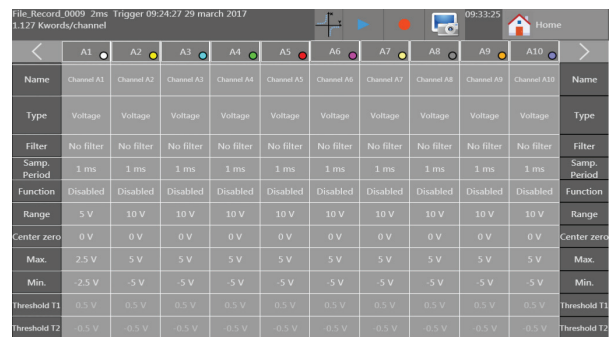 File_Record_0009 2ms Trigger 09:24:27 29 march 2017
1.127 Kwords/channel
09:33:25
Home
A1 A2 A3 A4 A5 A6 A7 A8 A9 A10
Name Channel A1 Channel A2 Channel A3 Channel A4 Channel A5 Channel A6 Channel A7 Channel A8 Channel A9 Channel A10 Name
Type Voltage Voltage Voltage Voltage Voltage Voltage Voltage Voltage Voltage Voltage Type
Filter No filter No filter No filter No filter No filter No filter No filter No filter No filter No filter Filter
Samp. Period 1 ms 1 ms 1 ms 1 ms 1 ms 1 ms 1 ms 1 ms 1 ms 1 ms Samp. Period
Function Disabled Disabled Disabled Disabled Disabled Disabled Disabled Disabled Disabled Disabled Function
Range 5 V 10 V 10 V 10 V 10 V 10 V 10 V 10 V 10 V 10 V Range
Center zero 0 V 0 V 0 V 0 V 0 V 0 V 0 V 0 V 0 V 0 V Center zero
Max. 2.5 V 5 V 5 V 5 V 5 V 5 V 5 V 5 V 5 V 5 V Max.
Min. -2.5 V -5 V -5 V -5 V -5 V -5 V -5 V -5 V -5 V -5 V Min.
Threshold T1 0.5 V 0.5 V 0.5 V 0.5 V 0.5 V 0.5 V 0.5 V 0.5 V 0.5 V 0.5 V Threshold T1
Threshold T2 -0.5 V -0.5 V -0.5 V -0.5 V -0.5 V -0.5 V -0.5 V -0.5 V -0.5 V -0.5 V Threshold T2